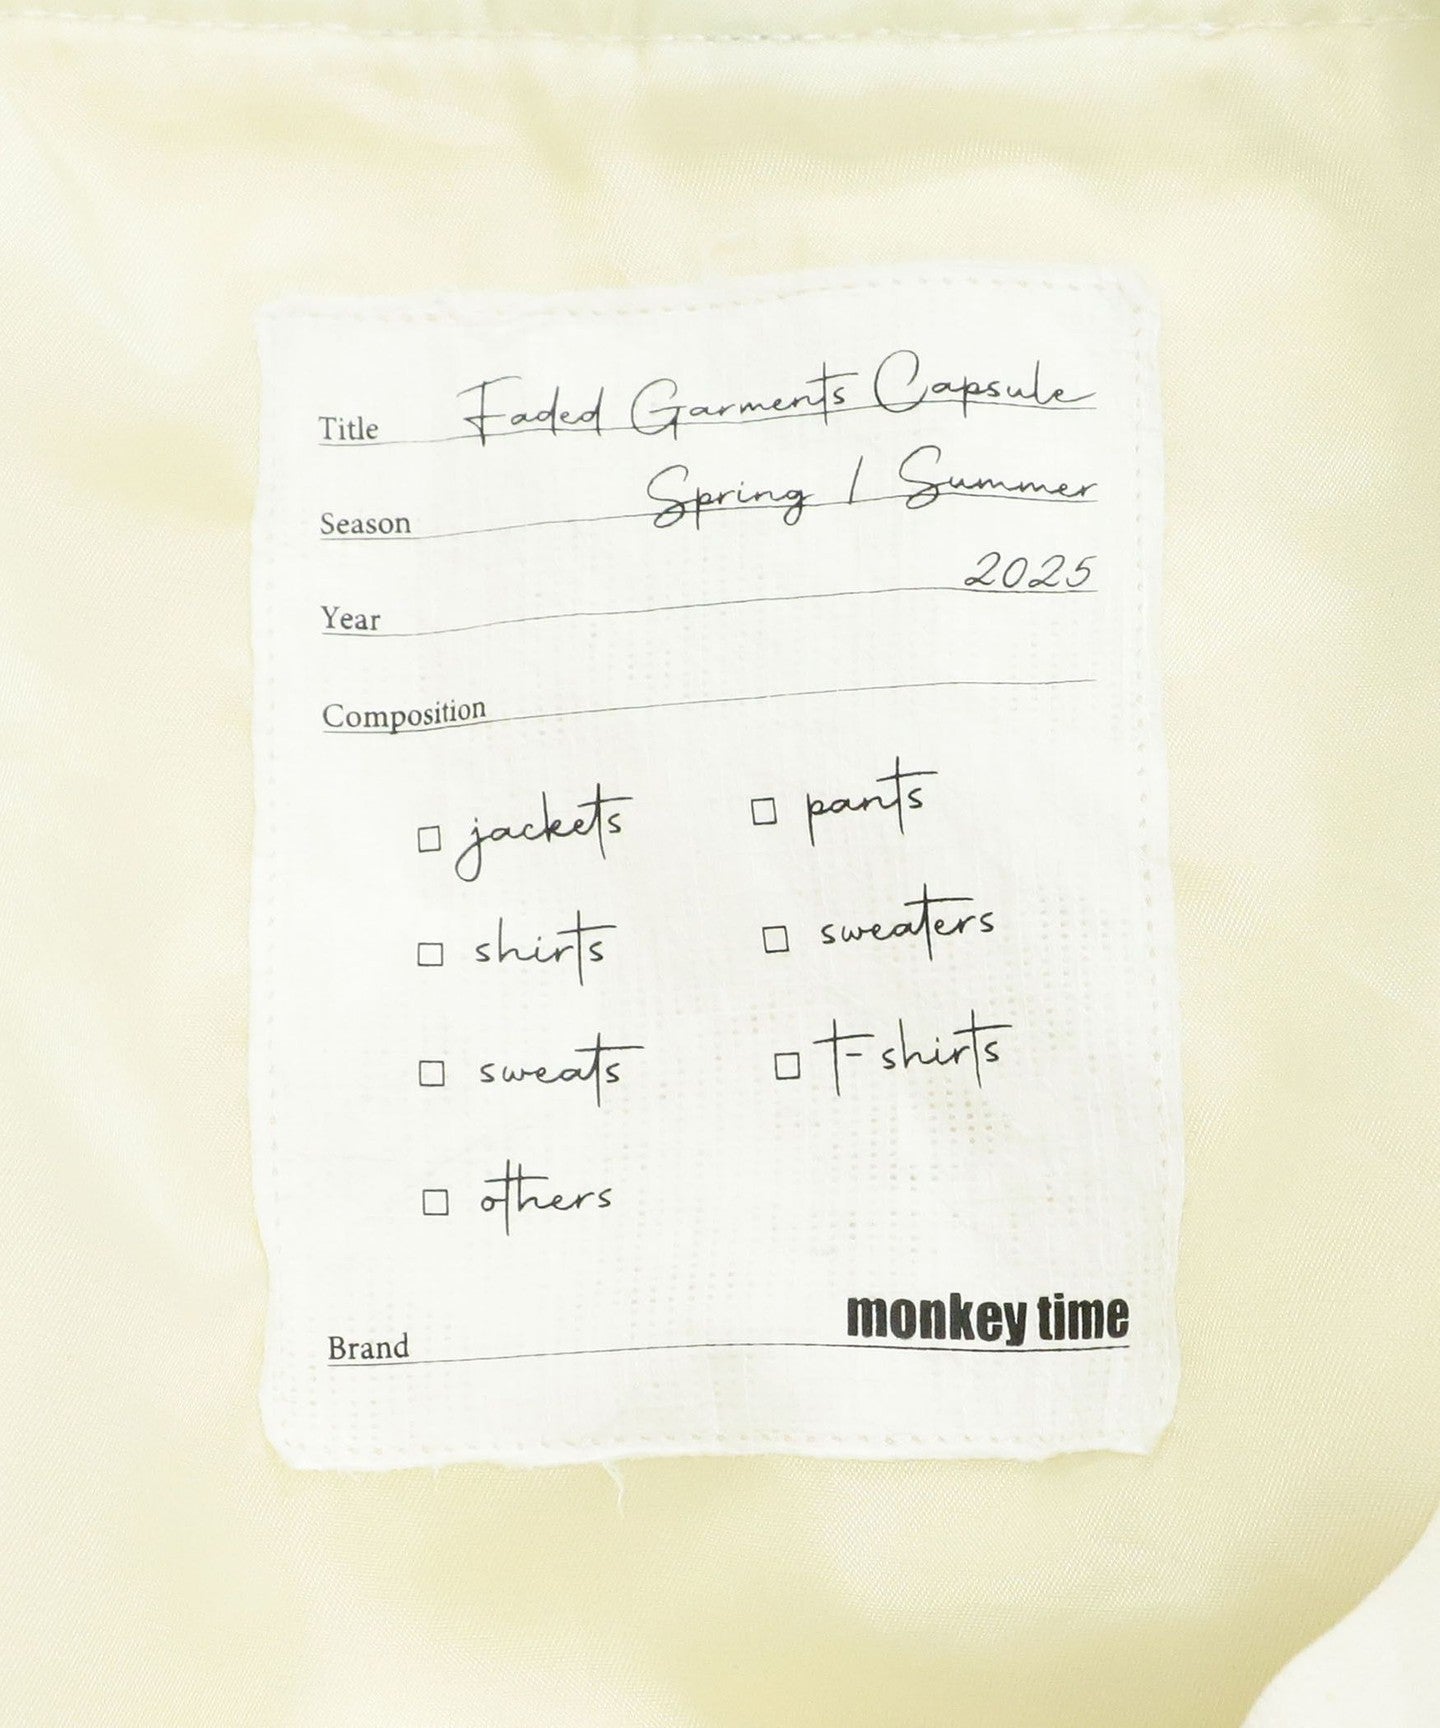 Title Faded Garments Capsule
Season Spring / Summer
Year 2025
Composition
□ jackets □ pants
□ shirts □ sweaters
□ sweats □ t-shirts
□ others
Brand monkey time